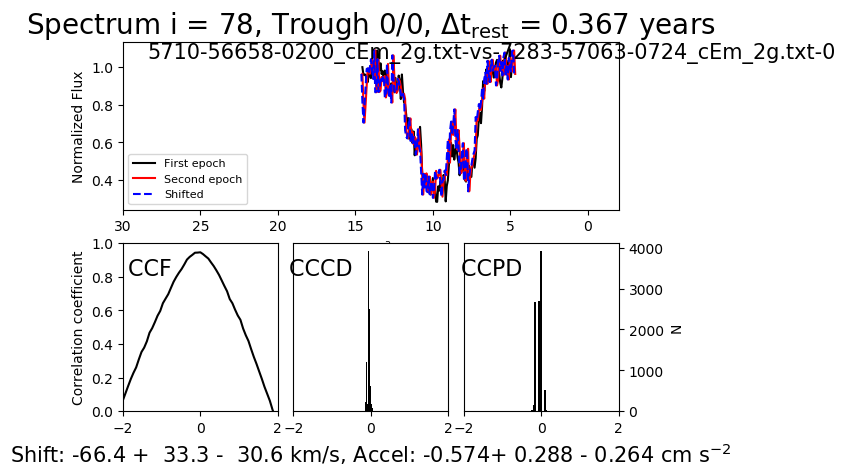 Spectrum i = 78, Trough 0/0, Δt_rest = 0.367 years
5710-56658-0200_cEm_2g.txt-vs-7283-57063-0724_cEm_2g.txt-0
Normalized Flux
1.0
0.8
0.6
0.4
First epoch
Second epoch
Shifted
30 25 20 15 10 5 0
Correlation coefficient
1.0
0.8
0.6
0.4
0.2
0.0
CCF
CCCD
CCPD
4000
3000
2000
1000
0
N
−2 0 2
−2 0 2
−2 0 2
Shift: -66.4 + 33.3 - 30.6 km/s, Accel: -0.574+ 0.288 - 0.264 cm s⁻²